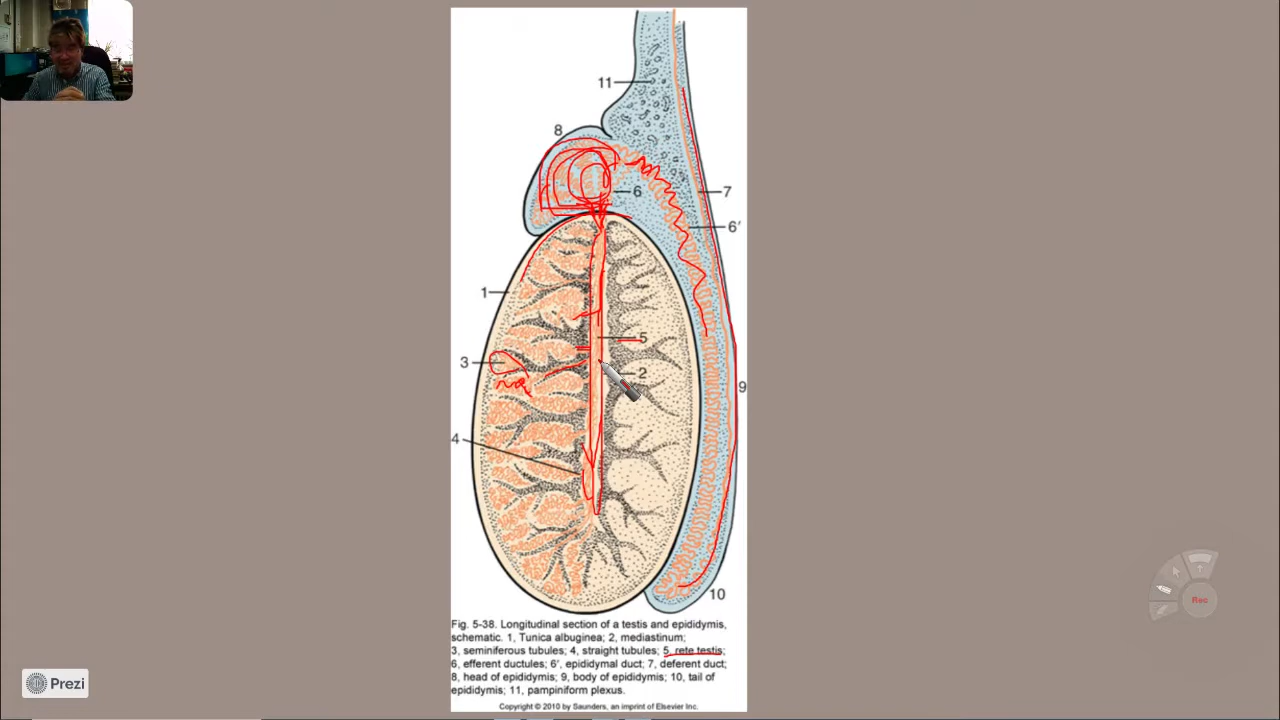 11
8
6
7
6′
1
5
3
2
9
4
10
Fig. 5-38. Longitudinal section of a testis and epididymis,
schematic. 1, Tunica albuginea; 2, mediastinum;
3, seminiferous tubules; 4, straight tubules; 5, rete testis;
6, efferent ductules; 6′, epididymal duct; 7, deferent duct;
8, head of epididymis; 9, body of epididymis; 10, tail of
epididymis; 11, pampiniform plexus.
Copyright © 2010 by Saunders, an imprint of Elsevier Inc.
Rec
Prezi